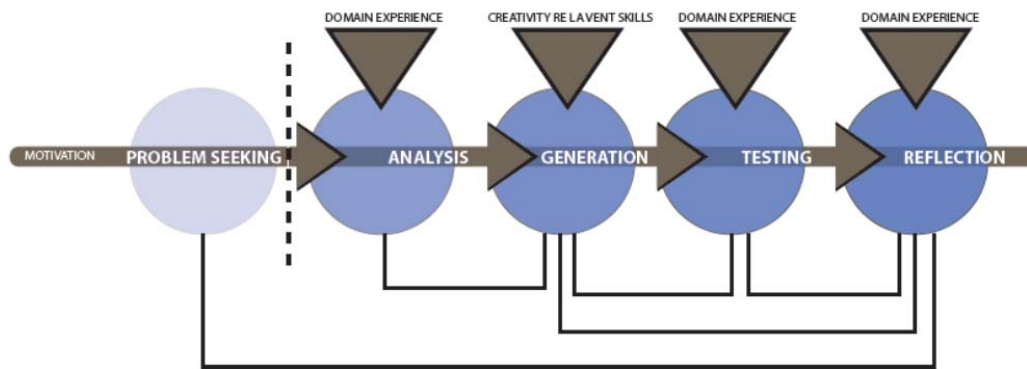 DOMAIN EXPERIENCE
CREATIVITY RE LAVENT SKILLS
DOMAIN EXPERIENCE
DOMAIN EXPERIENCE
MOTIVATION
PROBLEM SEEKING
ANALYSIS
GENERATION
TESTING
REFLECTION